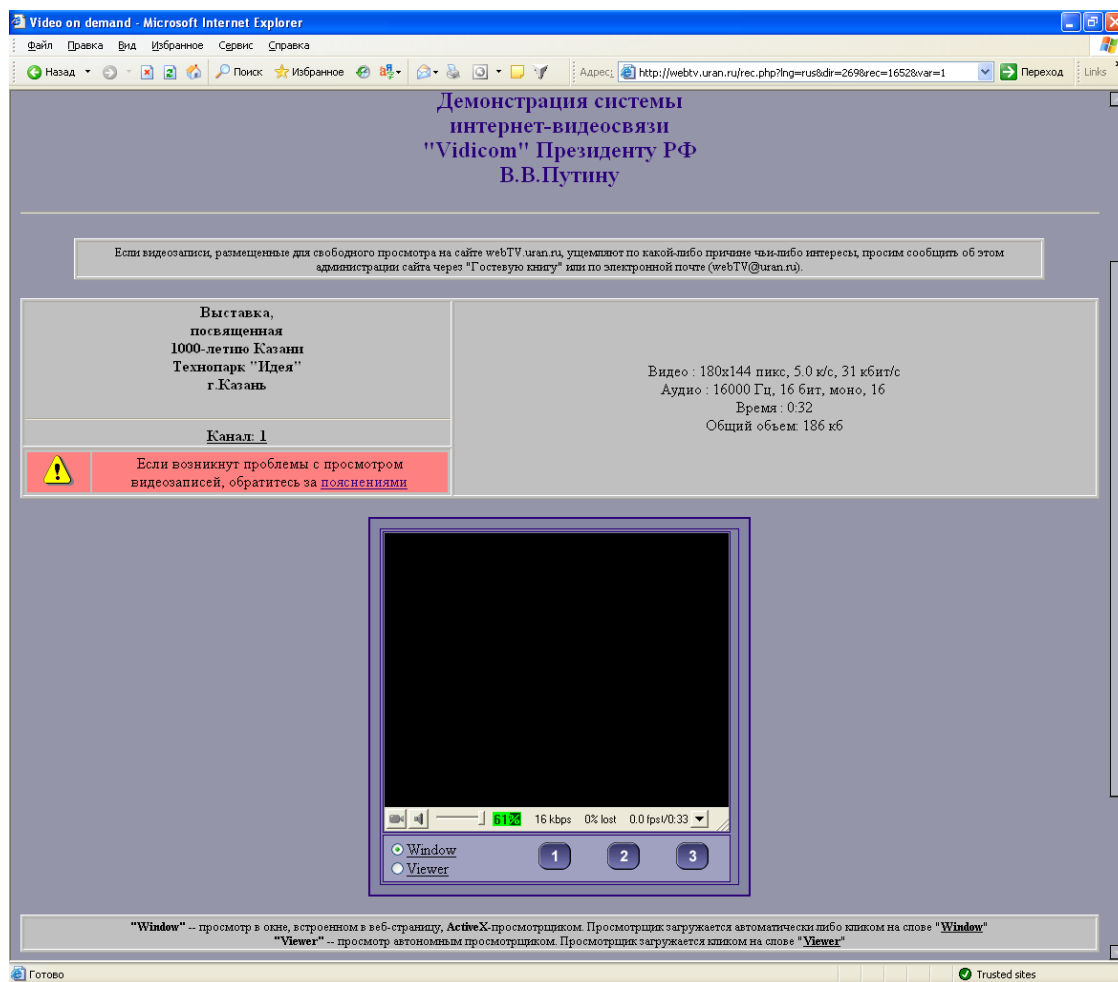 Video on demand - Microsoft Internet Explorer
Файл Правка Вид Избранное Сервис Справка
Назад Поиск Избранное Адрес: http://webtv.uran.ru/rec.php?lng=rus&dir=269&rec=1652&var=1 Переход Links
Демонстрация системы
интернет-видеосвязи
"Vidicom" Президенту РФ
В.В.Путину
Если видеозаписи, размещенные для свободного просмотра на сайте webTV.uran.ru, ущемляют по какой-либо причине чьи-либо интересы, просим сообщить об этом
администрации сайта через "Гостевую книгу" или по электронной почте (webTV@uran.ru).
Выставка,
посвященная
1000-летию Казани
Технопарк "Идея"
г.Казань
Канал: 1
Если возникнут проблемы с просмотром
видеозаписей, обратитесь за пояснениями
Видео : 180x144 пикс, 5.0 к/с, 31 кбит/с
Аудио : 16000 Гц, 16 бит, моно, 16
Время : 0:32
Общий объем: 186 кб
61% 16 kbps 0% lost 0.0 fps\/0:33
Window
Viewer
1 2 3
"Window" -- просмотр в окне, встроенном в веб-страницу, ActiveX-просмотрщиком. Просмотрщик загружается автоматически либо кликом на слове "Window"
"Viewer" -- просмотр автономным просмотрщиком. Просмотрщик загружается кликом на слове "Viewer"
Готово Trusted sites